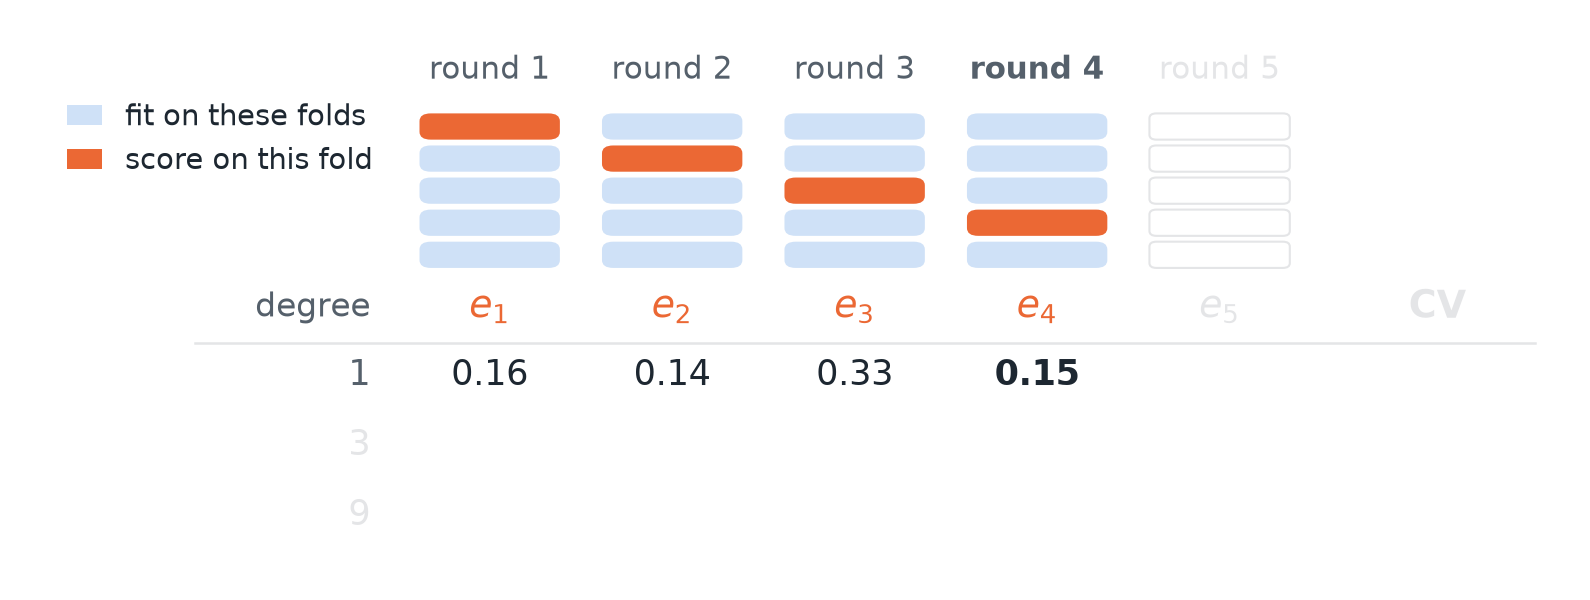 round 1 round 2 round 3 round 4 round 5
fit on these folds
score on this fold
degree e₁ e₂ e₃ e₄ e₅ CV
1 0.16 0.14 0.33 0.15
3
9